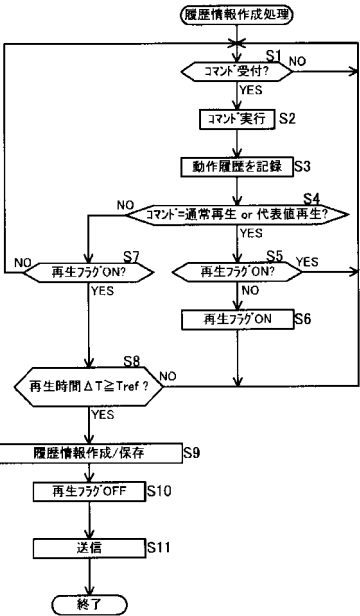 履歴情報作成処理
S1
コマンド受付?
NO
YES
コマンド実行
S2
動作履歴を記録
S3
S4
NO
コマンド=通常再生 or 代表値再生?
YES
S7
NO
再生フラグON?
YES
S5
再生フラグON?
YES
NO
再生フラグON
S6
S8
再生時間ΔT≧Tref?
NO
YES
履歴情報作成/保存
S9
再生フラグOFF
S10
送信
S11
終了